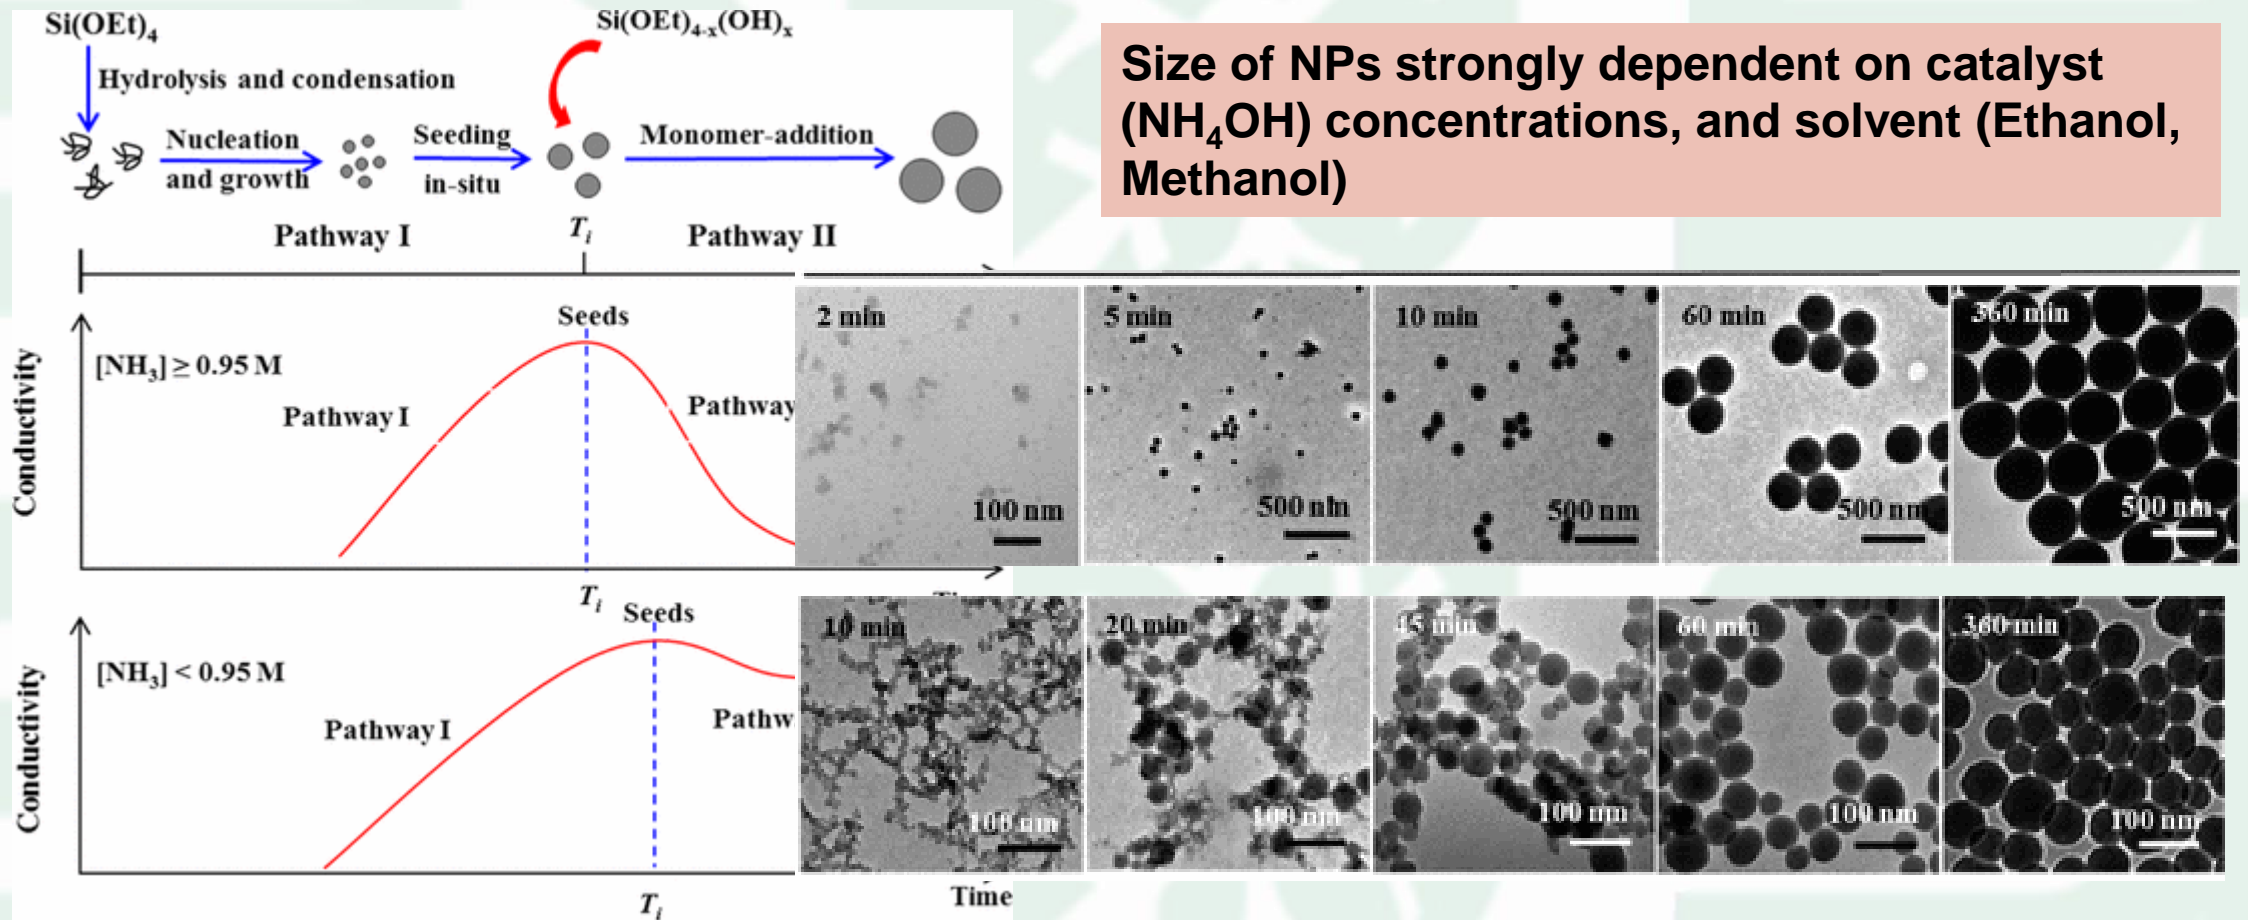 Si(OEt)₄
Si(OEt)₄₋ₓ(OH)ₓ
Hydrolysis and condensation
Nucleation
and growth
Seeding
in-situ
Monomer-addition
Pathway I
Tᵢ
Pathway II
Size of NPs strongly dependent on catalyst
(NH₄OH) concentrations, and solvent (Ethanol,
Methanol)
Conductivity
[NH₃] ≥ 0.95 M
Seeds
Pathway I
Pathway
Tᵢ
2 min
100 nm
5 min
500 nm
10 min
500 nm
60 min
500 nm
360 min
500 nm
Conductivity
[NH₃] < 0.95 M
Seeds
Pathway I
Pathw
Tᵢ
Time
10 min
100 nm
20 min
100 nm
45 min
100 nm
60 min
100 nm
360 min
100 nm